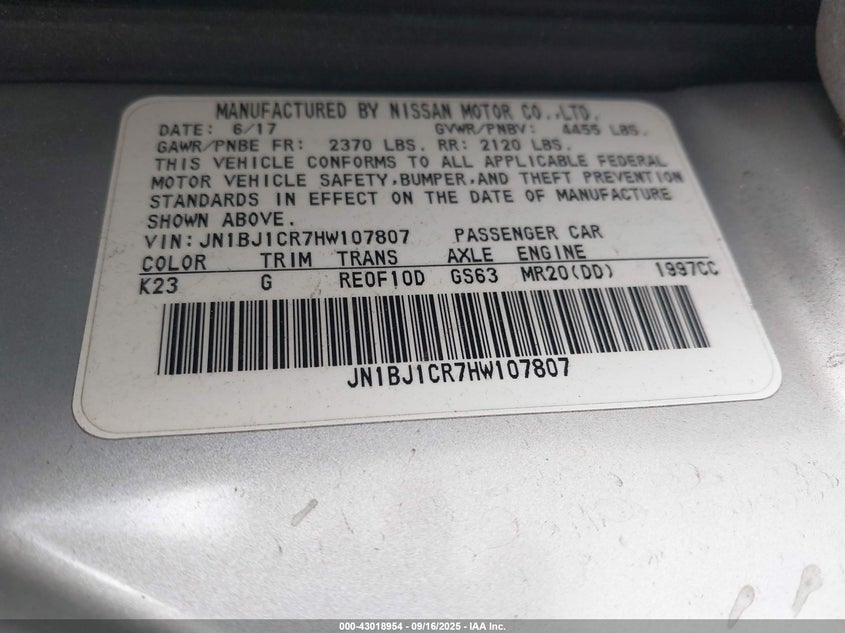 MANUFACTURED BY NISSAN MOTOR CO.,LTD.
DATE: 6/17 GVWR/PNBV: 4455 LBS.
GAWR/PNBE FR: 2370 LBS. RR: 2120 LBS.
THIS VEHICLE CONFORMS TO ALL APPLICABLE FEDERAL
MOTOR VEHICLE SAFETY,BUMPER,AND THEFT PREVENTION
STANDARDS IN EFFECT ON THE DATE OF MANUFACTURE
SHOWN ABOVE.
VIN:JN1BJ1CR7HW107807 PASSENGER CAR
COLOR TRIM TRANS AXLE ENGINE
K23 G RE0F10D GS63 MR20(DD) 1997CC
JN1BJ1CR7HW107807
000-43018954 - 09/16/2025 - IAA Inc.